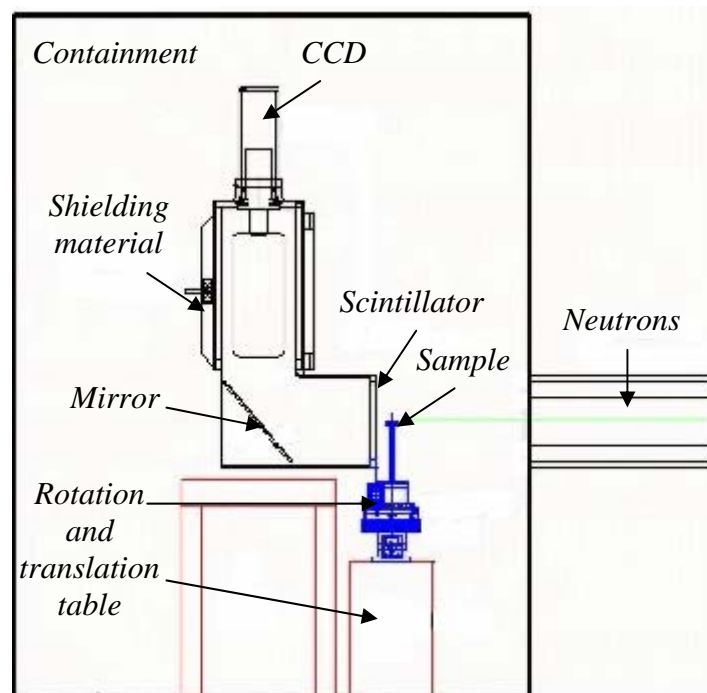 Containment
CCD
Shielding
material
Scintillator
Neutrons
Sample
Mirror
Rotation
and
translation
table